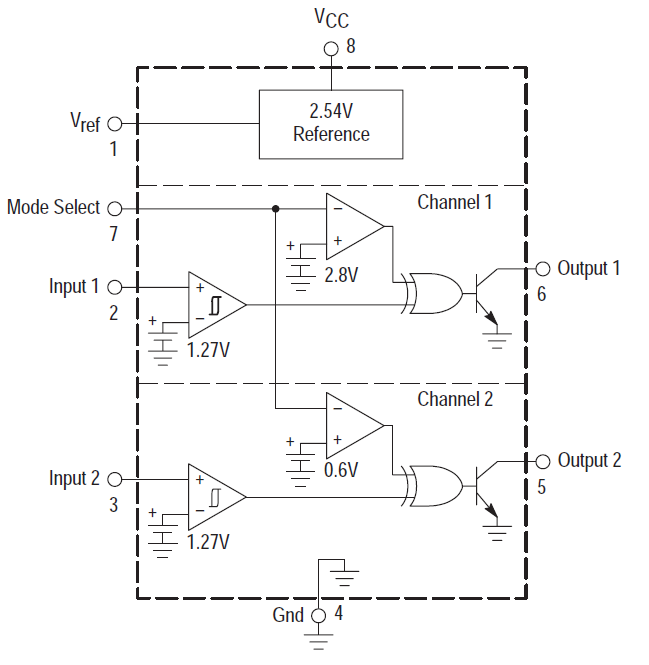 VCC
8
2.54V
Reference
Vref
1
Mode Select
7
Channel 1
−
+
+
2.8V
Input 1
2
+
−
+
1.27V
Output 1
6
Channel 2
−
+
+
0.6V
Input 2
3
+
−
+
1.27V
Output 2
5
Gnd
4